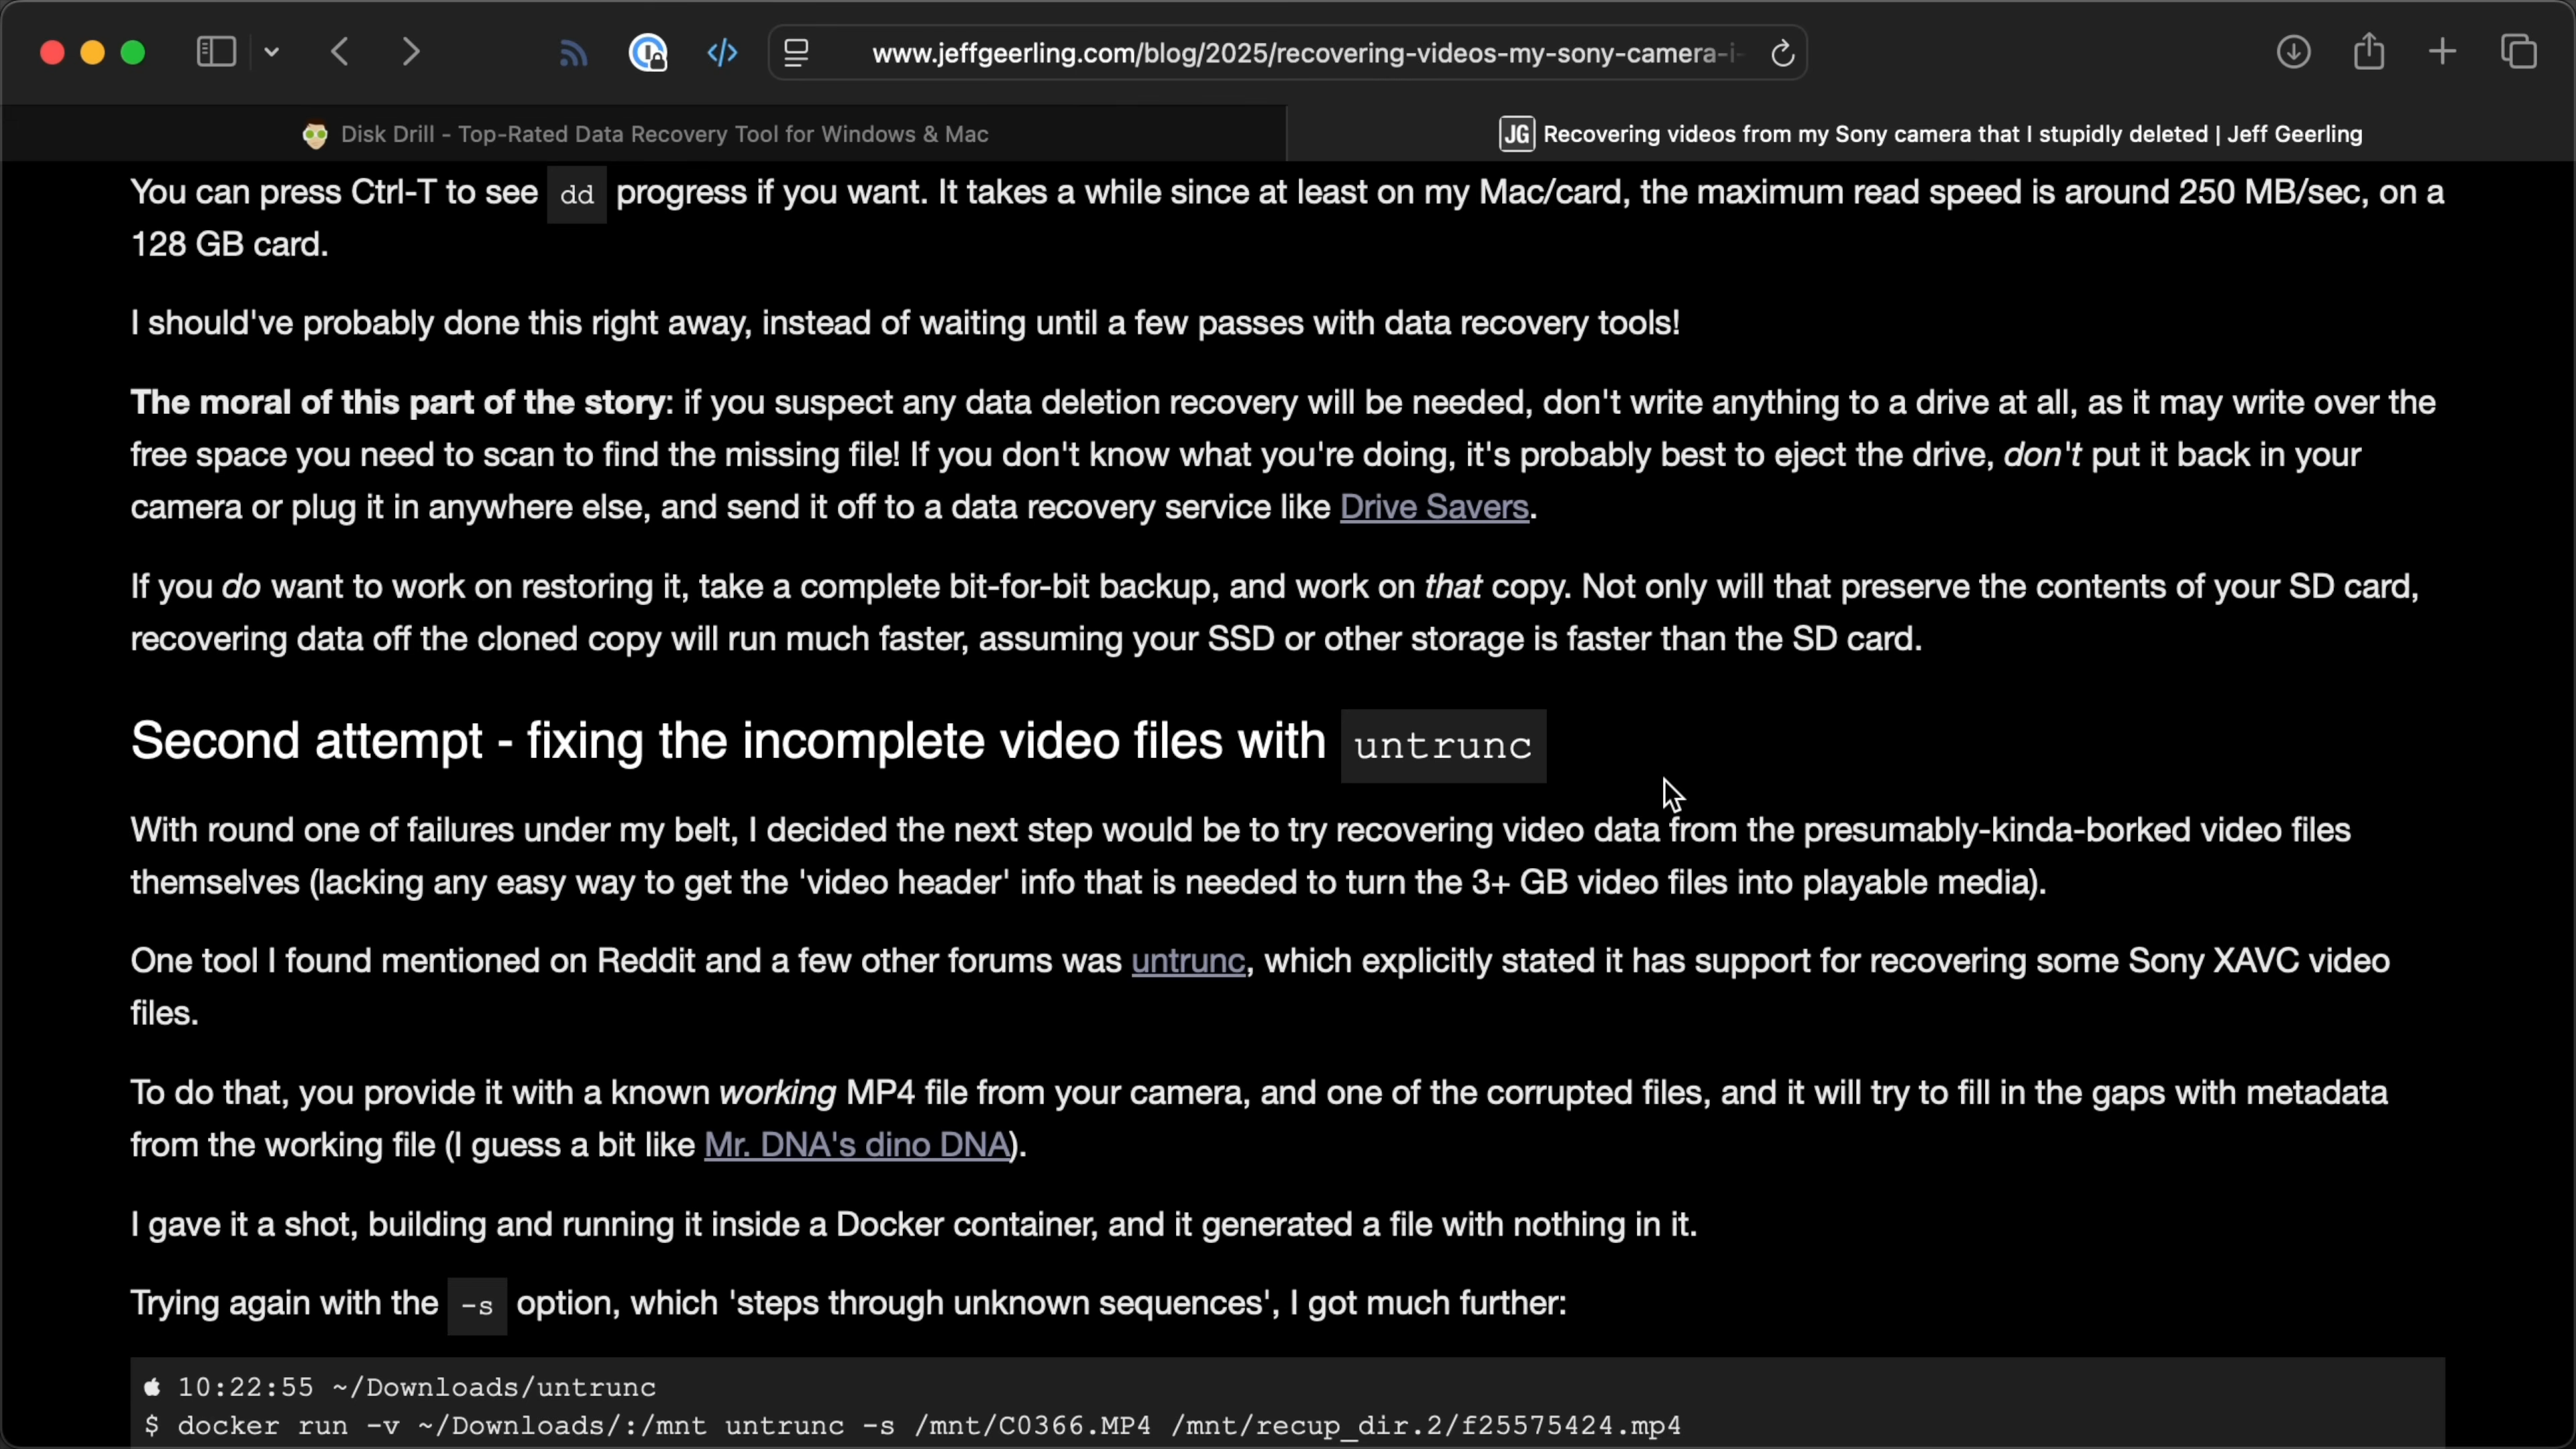 www.jeffgeerling.com/blog/2025/recovering-videos-my-sony-camera-i-
Disk Drill - Top-Rated Data Recovery Tool for Windows & Mac
JG Recovering videos from my Sony camera that I stupidly deleted | Jeff Geerling
You can press Ctrl-T to see dd progress if you want. It takes a while since at least on my Mac/card, the maximum read speed is around 250 MB/sec, on a
128 GB card.
I should've probably done this right away, instead of waiting until a few passes with data recovery tools!
The moral of this part of the story: if you suspect any data deletion recovery will be needed, don't write anything to a drive at all, as it may write over the
free space you need to scan to find the missing file! If you don't know what you're doing, it's probably best to eject the drive, don't put it back in your
camera or plug it in anywhere else, and send it off to a data recovery service like Drive Savers.
If you do want to work on restoring it, take a complete bit-for-bit backup, and work on that copy. Not only will that preserve the contents of your SD card,
recovering data off the cloned copy will run much faster, assuming your SSD or other storage is faster than the SD card.
Second attempt - fixing the incomplete video files with untrunc
With round one of failures under my belt, I decided the next step would be to try recovering video data from the presumably-kinda-borked video files
themselves (lacking any easy way to get the 'video header' info that is needed to turn the 3+ GB video files into playable media).
One tool I found mentioned on Reddit and a few other forums was untrunc, which explicitly stated it has support for recovering some Sony XAVC video
files.
To do that, you provide it with a known working MP4 file from your camera, and one of the corrupted files, and it will try to fill in the gaps with metadata
from the working file (I guess a bit like Mr. DNA's dino DNA).
I gave it a shot, building and running it inside a Docker container, and it generated a file with nothing in it.
Trying again with the -s option, which 'steps through unknown sequences', I got much further:
10:22:55 ~/Downloads/untrunc
$ docker run -v ~/Downloads/:/mnt untrunc -s /mnt/C0366.MP4 /mnt/recup_dir.2/f25575424.mp4